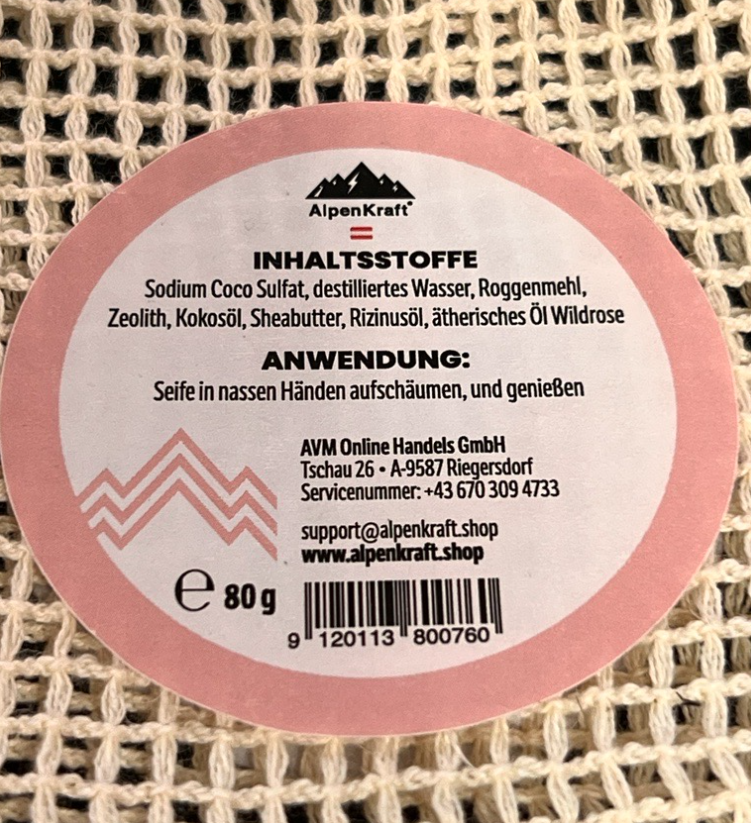 AlpenKraft®
INHALTSSTOFFE
Sodium Coco Sulfat, destilliertes Wasser, Roggenmehl,
Zeolith, Kokosöl, Sheabutter, Rizinusöl, ätherisches Öl Wildrose
ANWENDUNG:
Seife in nassen Händen aufschäumen, und genießen
AVM Online Handels GmbH
Tschau 26 • A-9587 Riegersdorf
Servicenummer: +43 670 309 4733
support@alpenkraft.shop
www.alpenkraft.shop
℮ 80 g
9 120113 800760